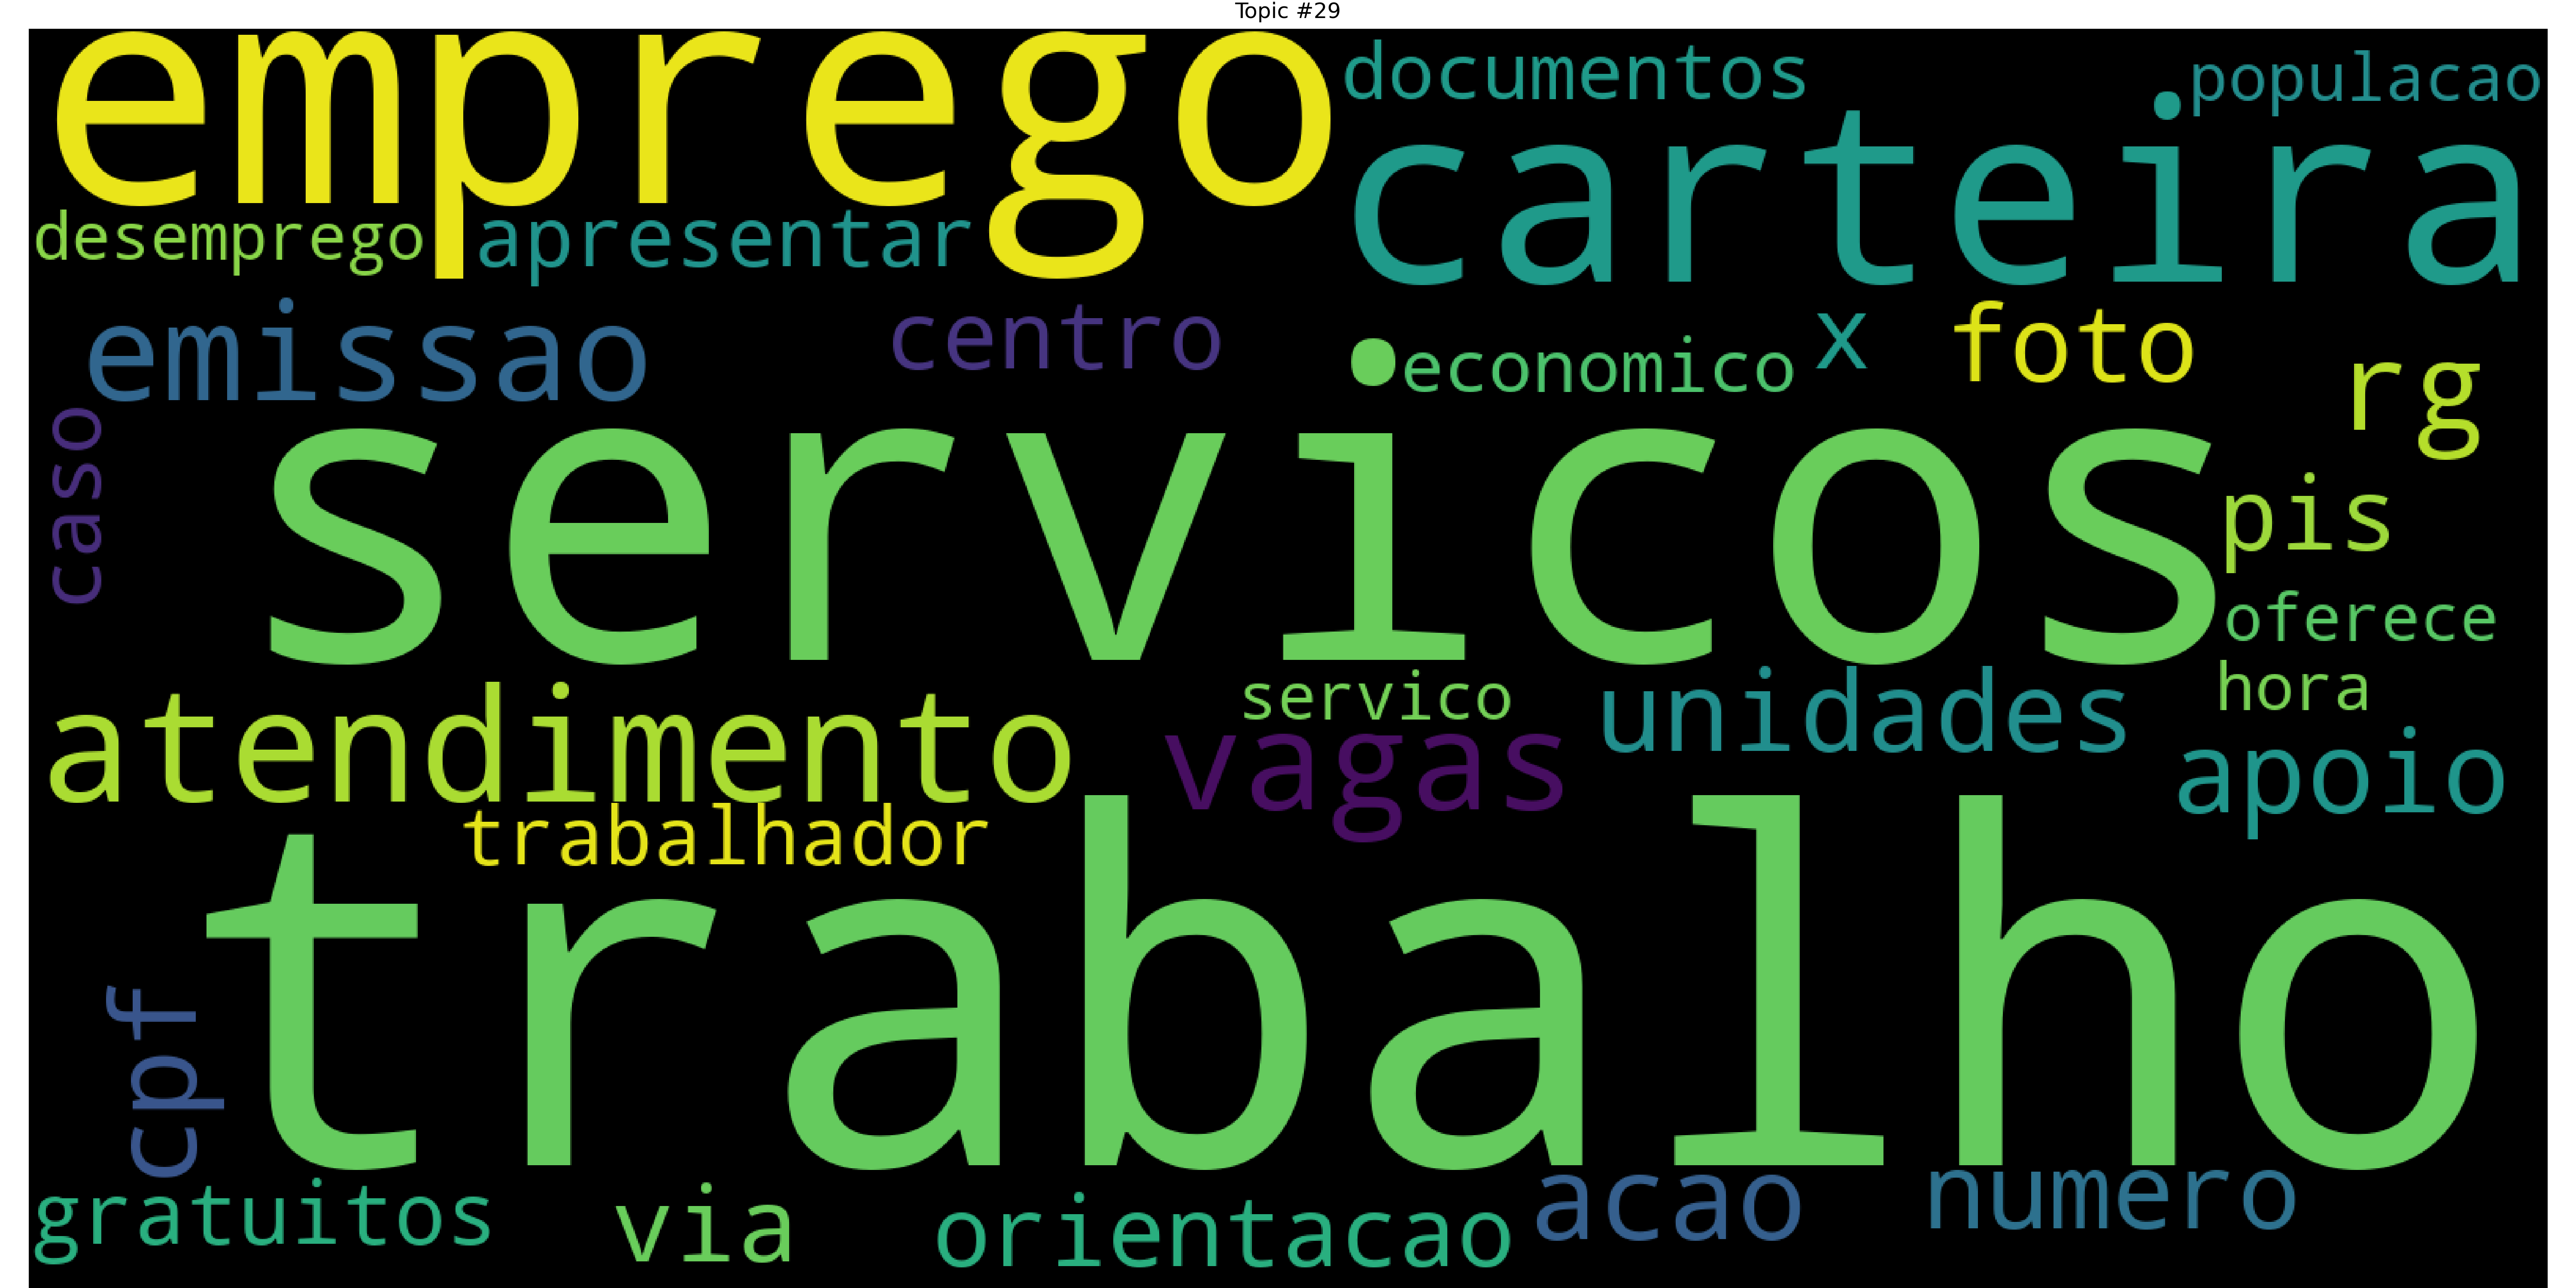 Topic #29
emprego
documentos
populacao
carteira
desemprego
apresentar
emissao
centro
economico
x
foto
rg
caso
servicos
pis
oferece
hora
atendimento
servico
unidades
vagas
apoio
trabalhador
trabalho
cpf
gratuitos
via
orientacao
acao
numero